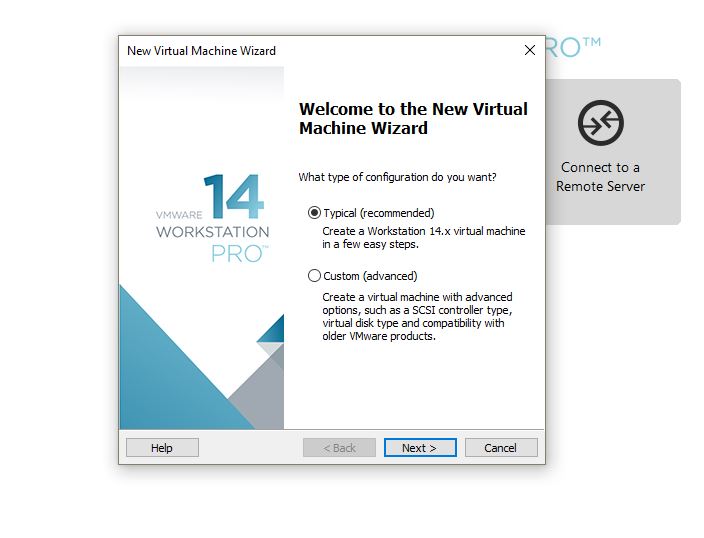 New Virtual Machine Wizard
RO™
Welcome to the New Virtual
Machine Wizard
What type of configuration do you want?
Typical (recommended)
Create a Workstation 14.x virtual machine
in a few easy steps.
Custom (advanced)
Create a virtual machine with advanced
options, such as a SCSI controller type,
virtual disk type and compatibility with
older VMware products.
VMWARE 14
WORKSTATION
PRO™
Connect to a
Remote Server
Help
< Back
Next >
Cancel